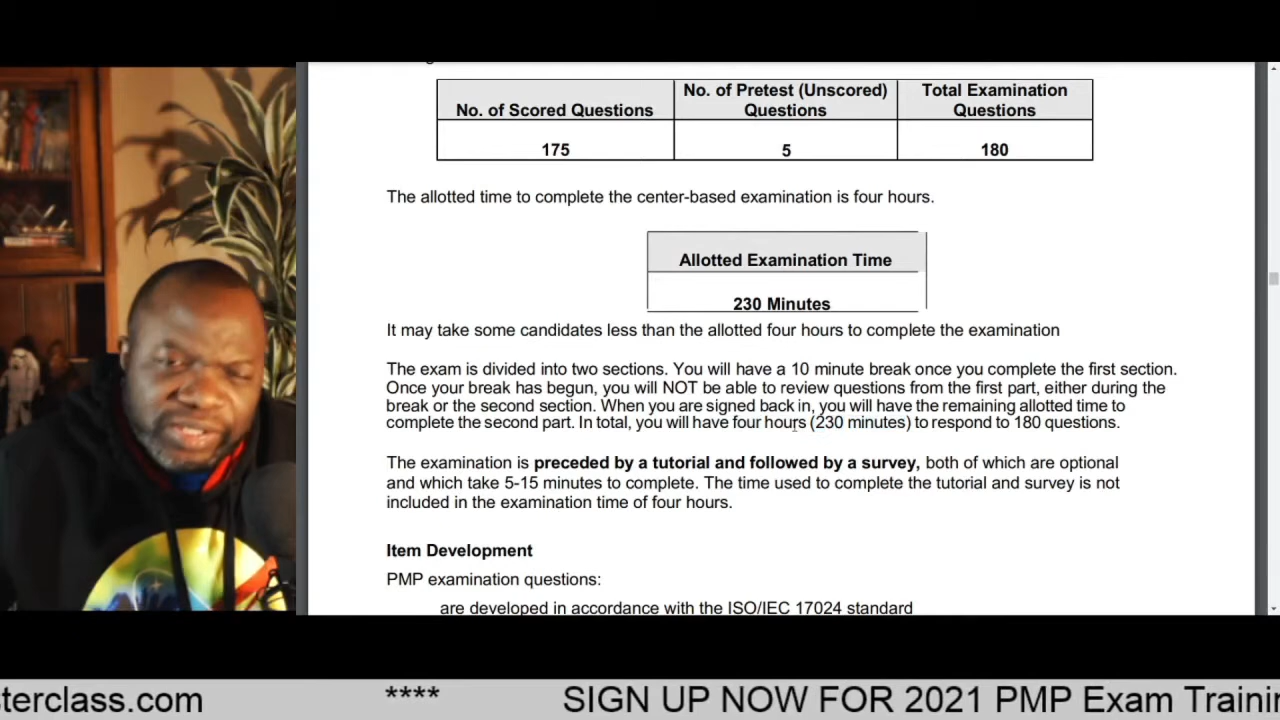 No. of Scored Questions
No. of Pretest (Unscored) Questions
Total Examination Questions
175
5
180
The allotted time to complete the center-based examination is four hours.
Allotted Examination Time
230 Minutes
It may take some candidates less than the allotted four hours to complete the examination
The exam is divided into two sections. You will have a 10 minute break once you complete the first section.
Once your break has begun, you will NOT be able to review questions from the first part, either during the
break or the second section. When you are signed back in, you will have the remaining allotted time to
complete the second part. In total, you will have four hours (230 minutes) to respond to 180 questions.
The examination is preceded by a tutorial and followed by a survey, both of which are optional
and which take 5-15 minutes to complete. The time used to complete the tutorial and survey is not
included in the examination time of four hours.
Item Development
PMP examination questions:
are developed in accordance with the ISO/IEC 17024 standard
terclass.com **** SIGN UP NOW FOR 2021 PMP Exam Trainin